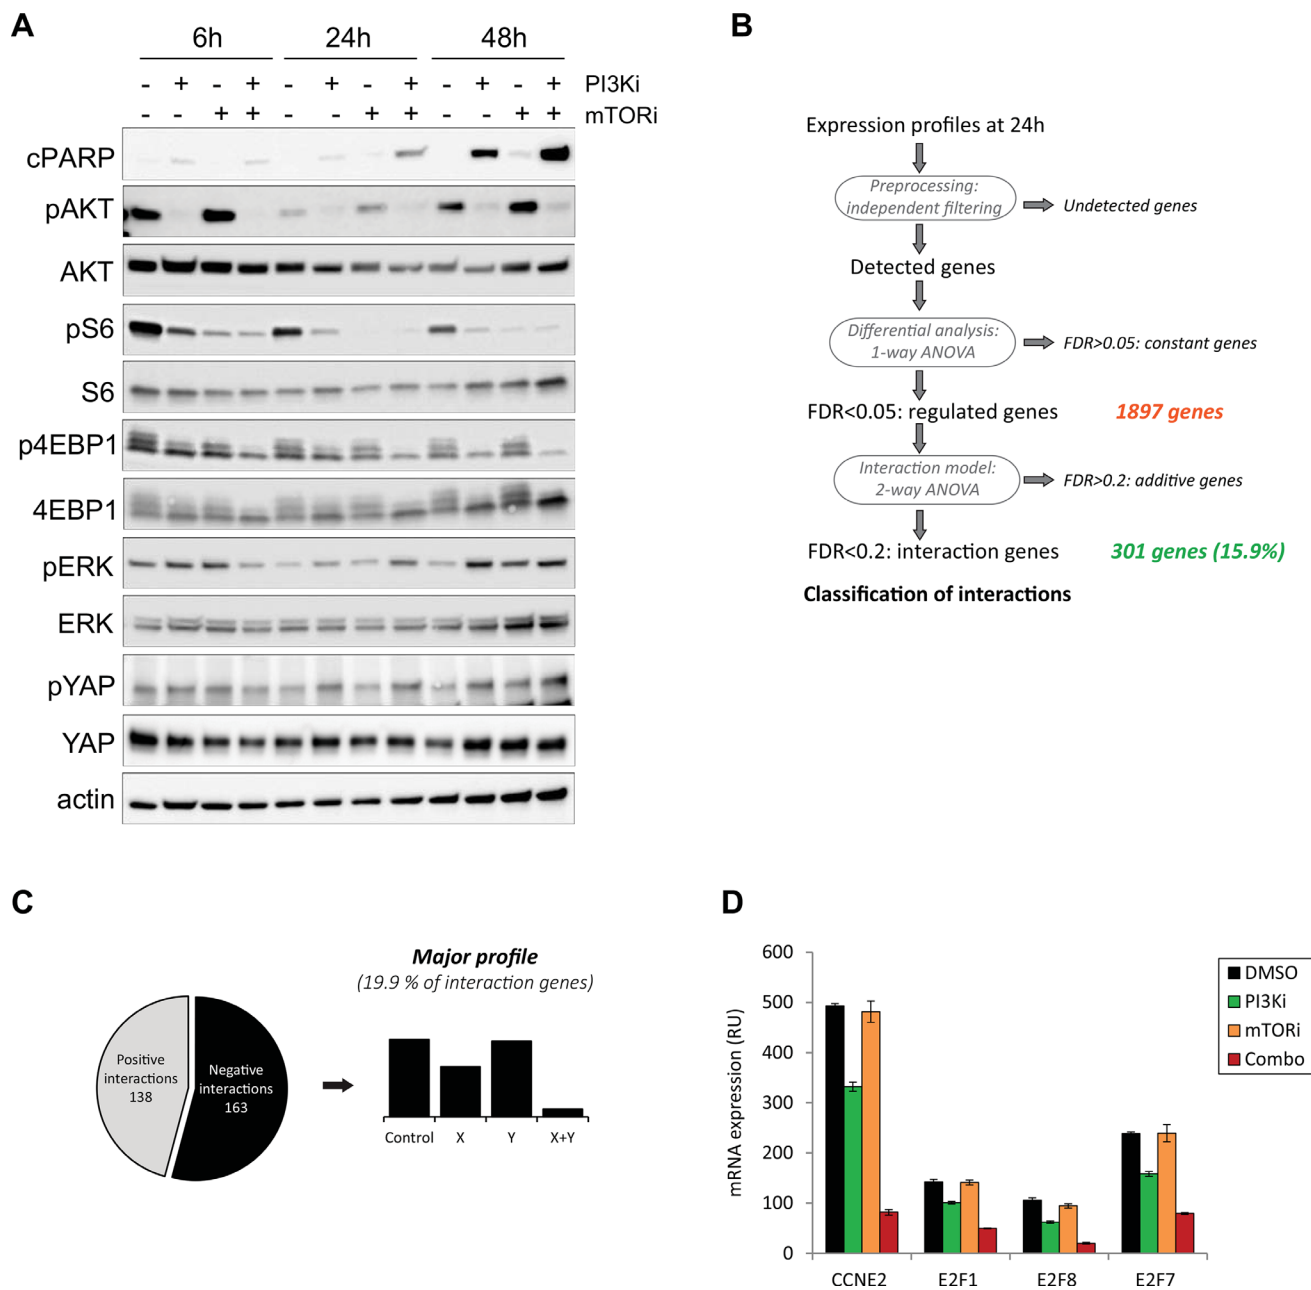 A
6h 24h 48h
- + - + - + - + - + - + PI3Ki
- - + + - - + + - - + + mTORi
cPARP
pAKT
AKT
pS6
S6
p4EBP1
4EBP1
pERK
ERK
pYAP
YAP
actin
B
Expression profiles at 24h
Preprocessing:
independent filtering
Undetected genes
Detected genes
Differential analysis:
1-way ANOVA
FDR>0.05: constant genes
FDR<0.05: regulated genes 1897 genes
Interaction model:
2-way ANOVA
FDR>0.2: additive genes
FDR<0.2: interaction genes 301 genes (15.9%)
Classification of interactions
C
Positive
interactions
138
Negative
interactions
163
Major profile
(19.9 % of interaction genes)
Control X Y X+Y
D
mRNA expression (RU)
600
500
400
300
200
100
0
CCNE2 E2F1 E2F8 E2F7
DMSO
PI3Ki
mTORi
Combo